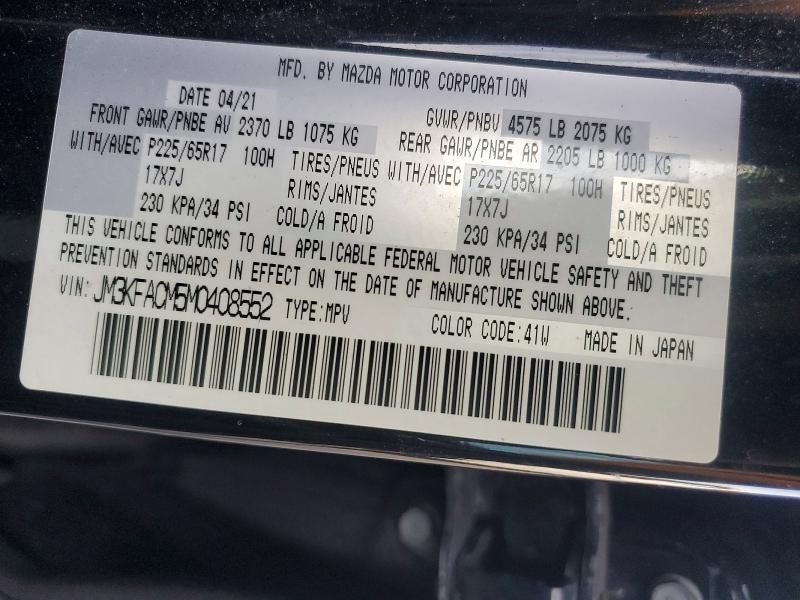 MFD. BY MAZDA MOTOR CORPORATION
DATE 04/21
GVWR/PNBV 4575 LB 2075 KG
FRONT GAWR/PNBE AV 2370 LB 1075 KG
REAR GAWR/PNBE AR 2205 LB 1000 KG
WITH/AVEC P225/65R17 100H TIRES/PNEUS WITH/AVEC P225/65R17 100H TIRES/PNEUS
17X7J RIMS/JANTES 17X7J RIMS/JANTES
230 KPA/34 PSI COLD/A FROID 230 KPA/34 PSI COLD/A FROID
THIS VEHICLE CONFORMS TO ALL APPLICABLE FEDERAL MOTOR VEHICLE SAFETY AND THEFT
PREVENTION STANDARDS IN EFFECT ON THE DATE OF MANUFACTURE SHOWN ABOVE.
VIN: JM3KFACM5M0408552 TYPE:MPV COLOR CODE:41W MADE IN JAPAN